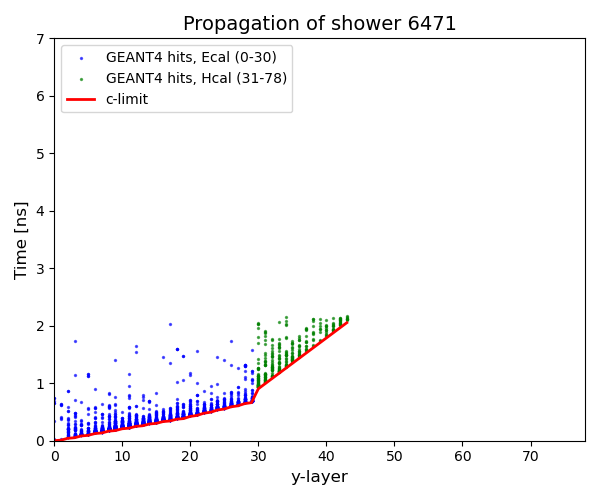 Propagation of shower 6471
GEANT4 hits, Ecal (0-30)
GEANT4 hits, Hcal (31-78)
c-limit
Time [ns]
7
6
5
4
3
2
1
0
0 10 20 30 40 50 60 70
y-layer